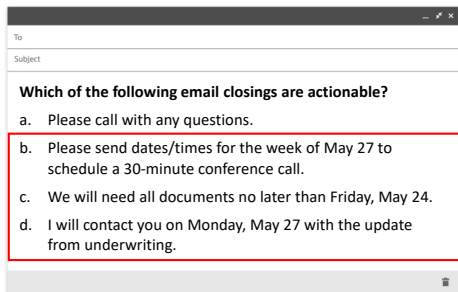 To
Subject
Which of the following email closings are actionable?
a. Please call with any questions.
b. Please send dates/times for the week of May 27 to
schedule a 30-minute conference call.
c. We will need all documents no later than Friday, May 24.
d. I will contact you on Monday, May 27 with the update
from underwriting.